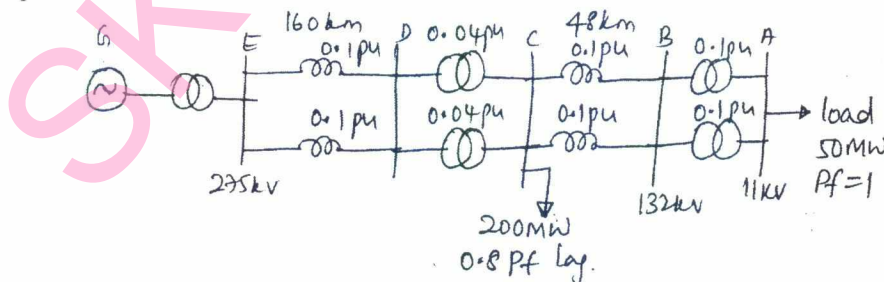 G E 160km D 0.04pu C 48km B 0.1pu A
0.1pu 0.1pu
0.1pu 0.04pu 0.1pu 0.1pu load
50MW
Pf=1
275kv 132kv 11kv
200MW
0.8 Pf lag.
SK